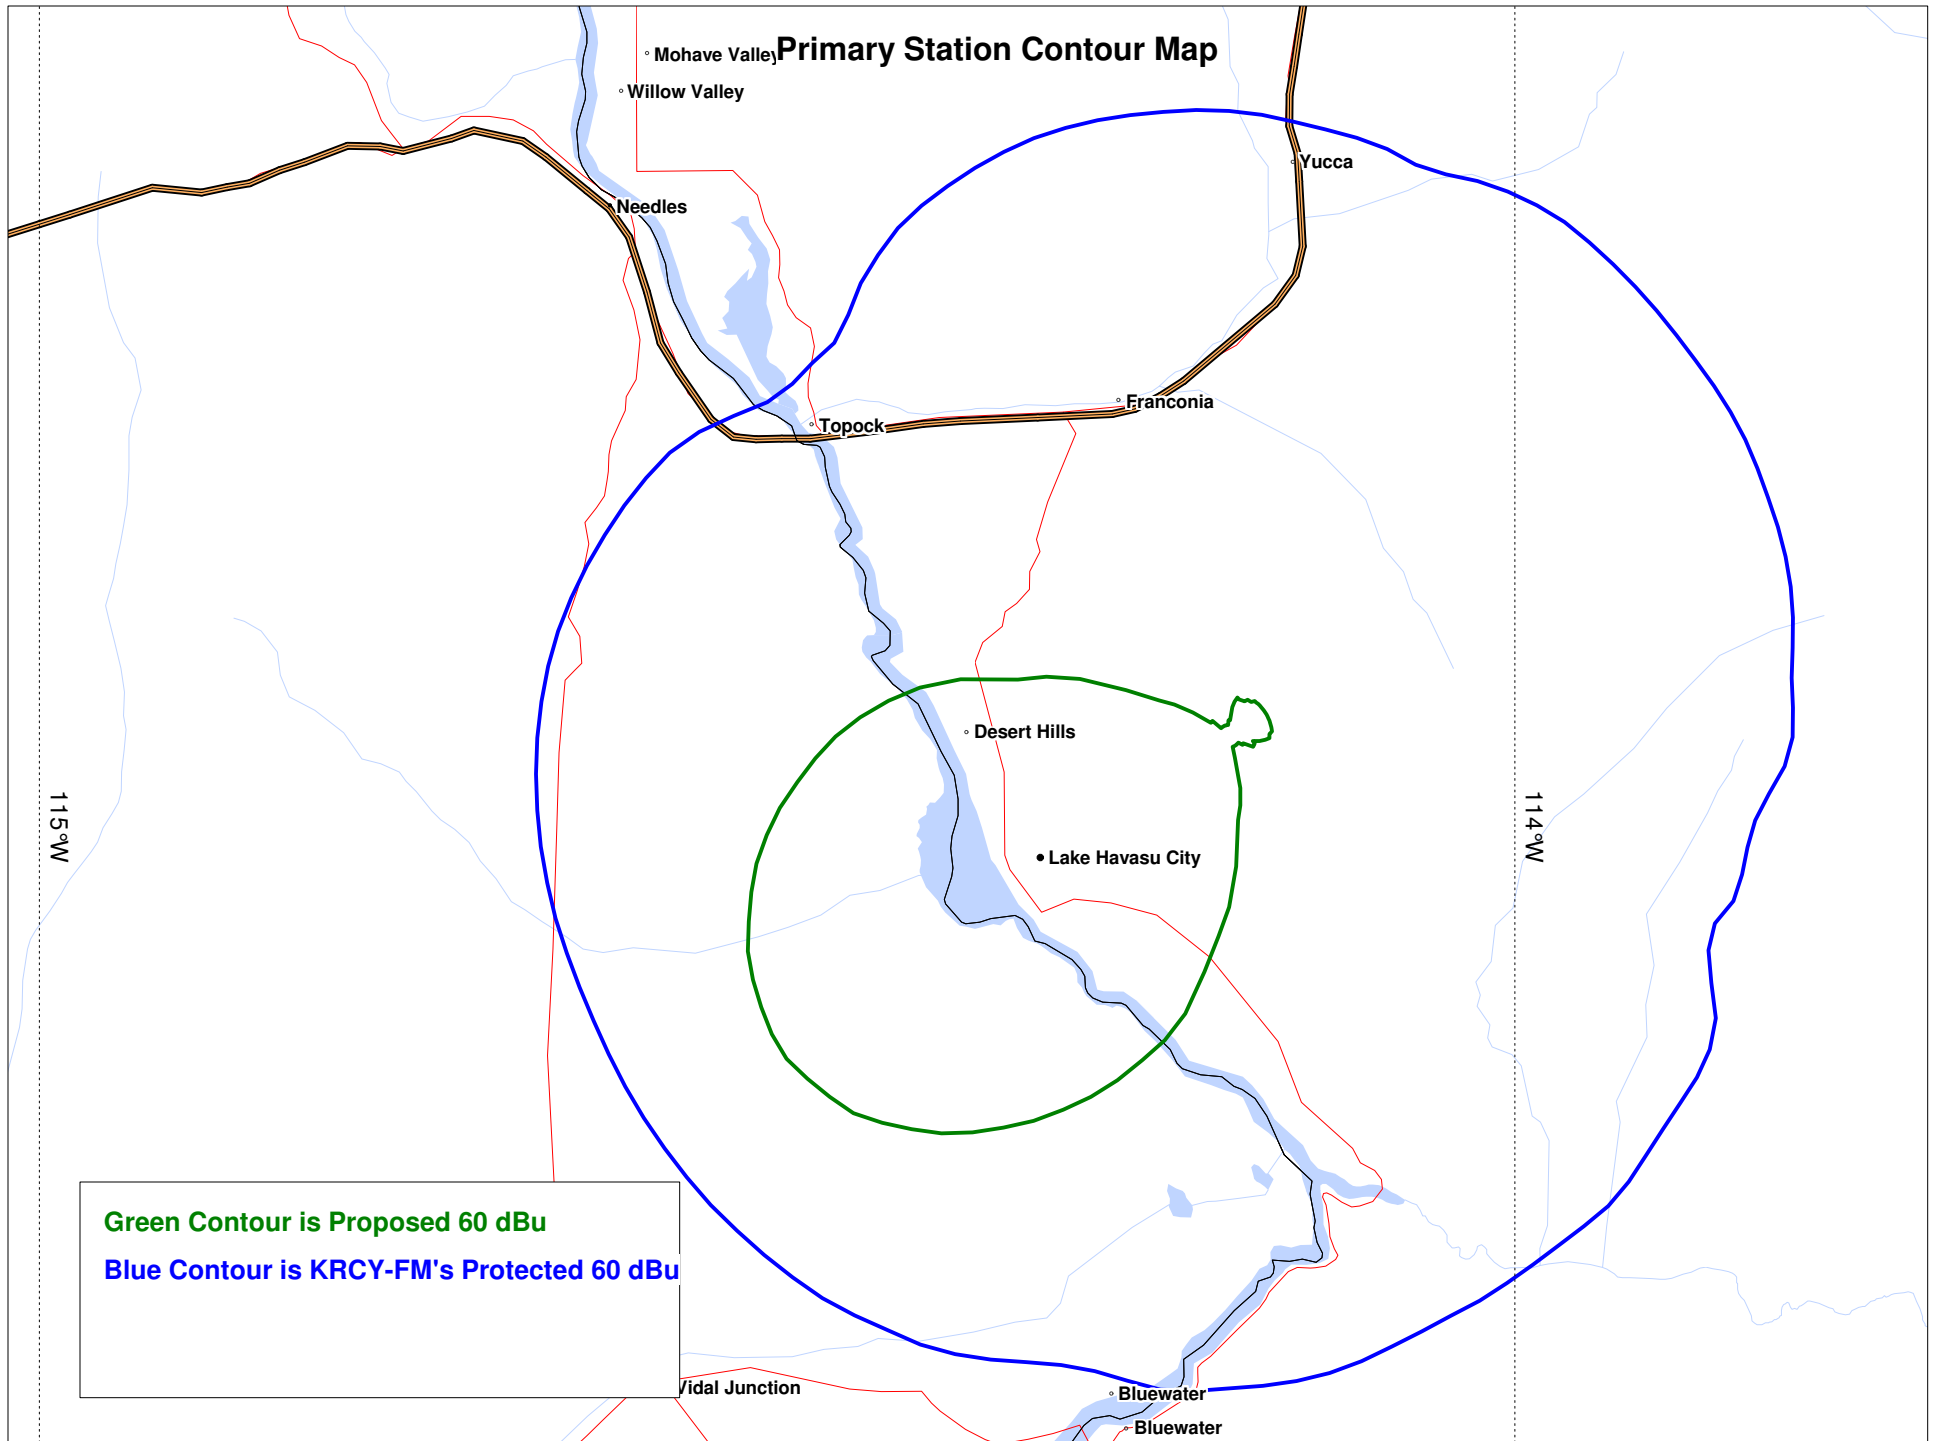 Primary Station Contour Map
Mohave Valley
Willow Valley
Yucca
Needles
Franconia
Topock
Desert Hills
115°W
114°W
Lake Havasu City
Green Contour is Proposed 60 dBu
Blue Contour is KRCY-FM's Protected 60 dBu
Vidal Junction
Bluewater
Bluewater